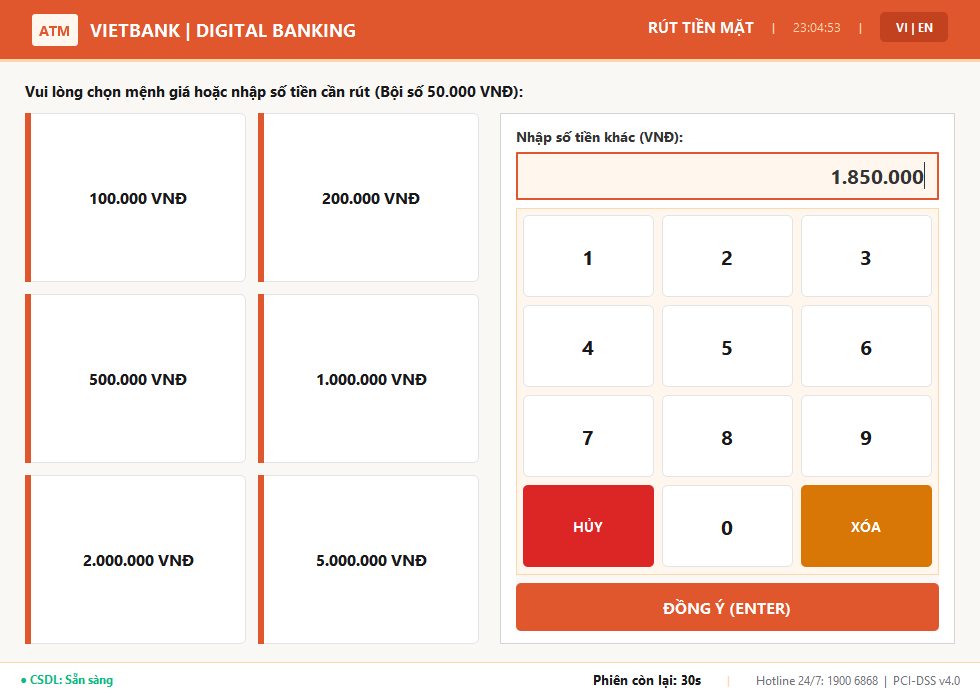 ATM VIETBANK | DIGITAL BANKING RÚT TIỀN MẶT | 23:04:53 | VI | EN
Vui lòng chọn mệnh giá hoặc nhập số tiền cần rút (Bội số 50.000 VNĐ):
100.000 VNĐ
200.000 VNĐ
500.000 VNĐ
1.000.000 VNĐ
2.000.000 VNĐ
5.000.000 VNĐ
Nhập số tiền khác (VNĐ):
1.850.000
1 2 3
4 5 6
7 8 9
HỦY 0 XÓA
ĐỒNG Ý (ENTER)
• CSDL: Sẵn sàng Phiên còn lại: 30s | Hotline 24/7: 1900 6868 | PCI-DSS v4.0